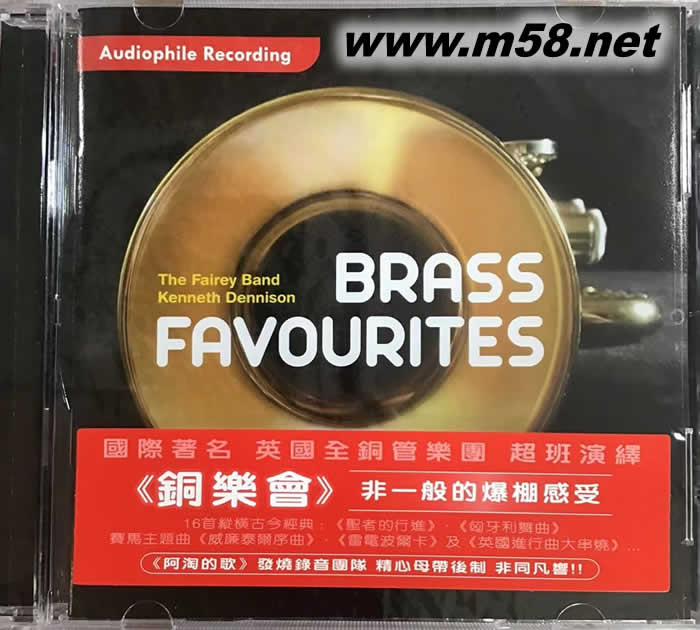 www.m58.net
Audiophile Recording
The Fairey Band
Kenneth Dennison
BRASS
FAVOURITES
國際著名 英國全銅管樂團 超班演繹
《銅樂會》 非一般的爆棚感受
16首縱橫古今經典：《聖者的行進》、《匈牙利舞曲》
賽馬主題曲《威廉泰爾序曲》、《雷電波爾卡》及《英國進行曲大串燒》...
《阿淘的歌》發燒錄音團隊 精心母帶後制 非同凡響!!